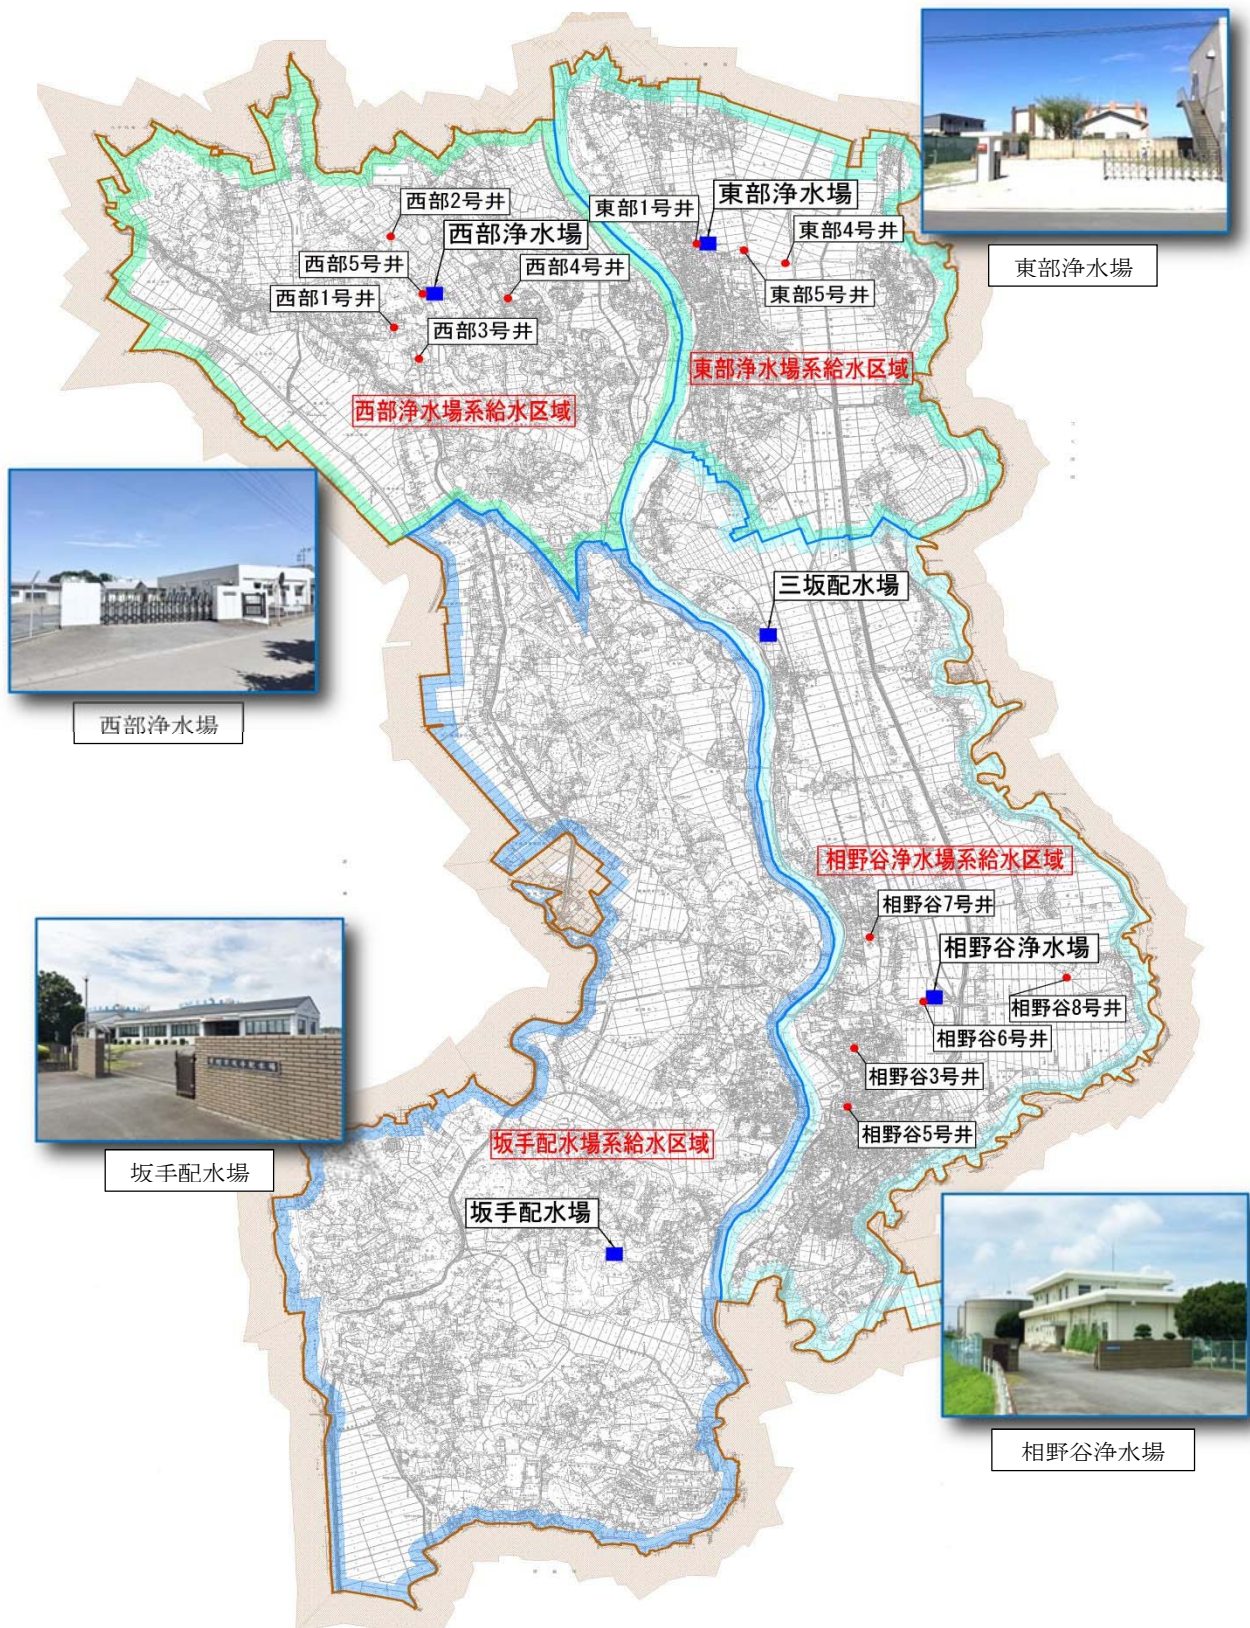 西部2号井
西部浄水場
西部5号井
西部4号井
西部1号井
西部3号井
西部浄水場系給水区域
東部1号井
東部浄水場
東部4号井
東部5号井
東部浄水場系給水区域
東部浄水場
西部浄水場
三坂配水場
相野谷浄水場系給水区域
相野谷7号井
相野谷浄水場
相野谷8号井
相野谷6号井
相野谷3号井
相野谷5号井
坂手配水場
坂手配水場系給水区域
坂手配水場
相野谷浄水場